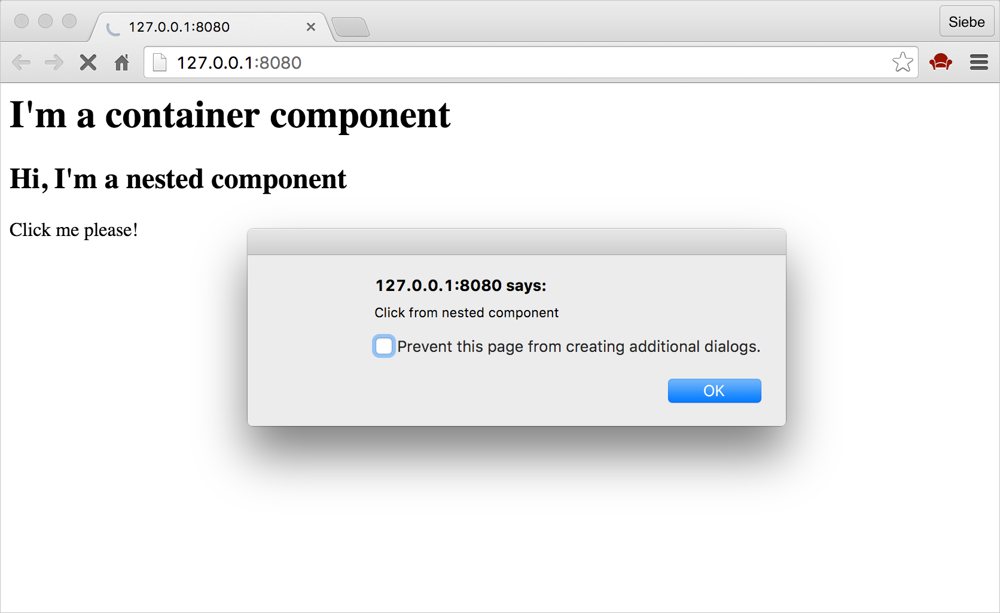 127.0.0.1:8080
Siebe
127.0.0.1:8080
I'm a container component
Hi, I'm a nested component
Click me please!
127.0.0.1:8080 says:
Click from nested component
Prevent this page from creating additional dialogs.
OK